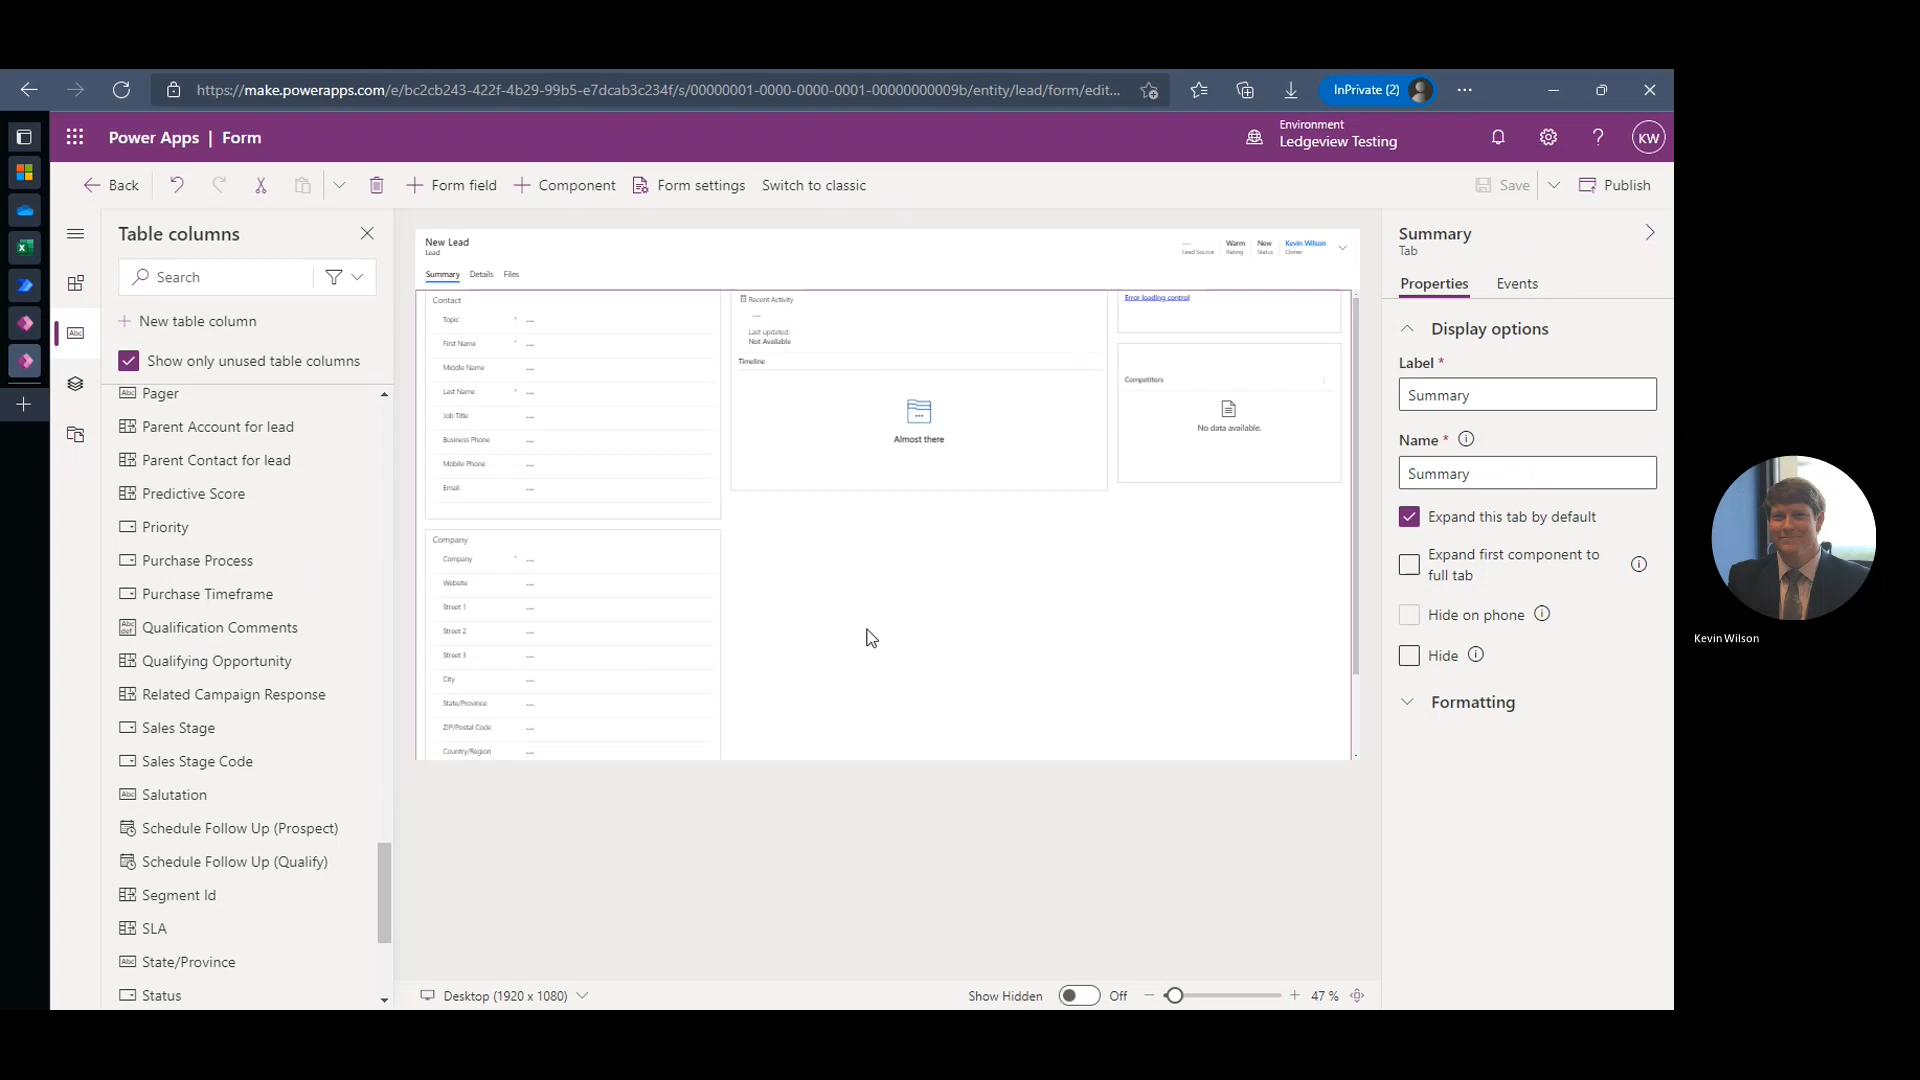 https://make.powerapps.com/e/bc2cb243-422f-4b29-99b5-e7dcab3c234f/s/00000001-0000-0000-0001-00000000009b/entity/lead/form/edit...
InPrivate (2)
Power Apps | Form
Environment
Ledgeview Testing
KW
Back
Form field
Component
Form settings
Switch to classic
Save
Publish
Table columns
Search
New table column
Show only unused table columns
Pager
Parent Account for lead
Parent Contact for lead
Predictive Score
Priority
Purchase Process
Purchase Timeframe
Qualification Comments
Qualifying Opportunity
Related Campaign Response
Sales Stage
Sales Stage Code
Salutation
Schedule Follow Up (Prospect)
Schedule Follow Up (Qualify)
Segment Id
SLA
State/Province
Status
New Lead
Lead
---
Lead Source
Warm
Rating
New
Status
Kevin Wilson
Owner
Summary
Details
Files
Contact
Topic * ---
First Name * ---
Middle Name ---
Last Name * ---
Job Title ---
Business Phone ---
Mobile Phone ---
Email ---
Company
Company * ---
Website ---
Street 1 ---
Street 2 ---
Street 3 ---
City ---
State/Province ---
ZIP/Postal Code ---
Country/Region ---
Recent Activity
---
Last updated:
Not Available
Timeline
Almost there
Error loading control
Competitors
No data available.
Desktop (1920 x 1080)
Show Hidden
Off
47 %
Summary
Tab
Properties
Events
Display options
Label *
Summary
Name *
Summary
Expand this tab by default
Expand first component to
full tab
Hide on phone
Hide
Formatting
Kevin Wilson